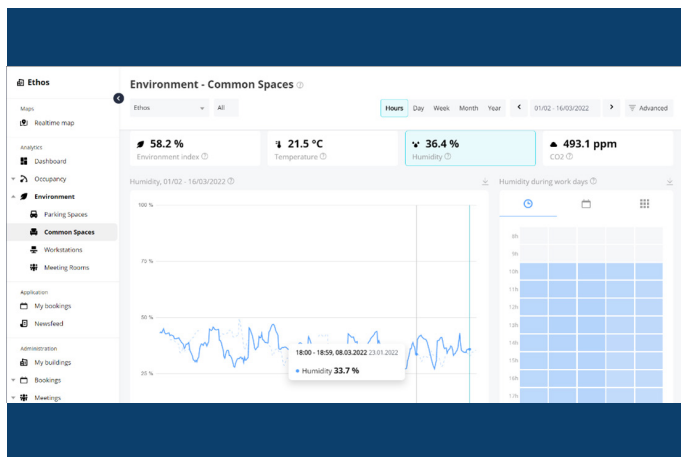 Ethos
Maps
Realtime map
Analytics
Dashboard
Occupancy
Environment
Parking Spaces
Common Spaces
Workstations
Meeting Rooms
Application
My bookings
Newsfeed
Administration
My buildings
Bookings
Meetings
Environment - Common Spaces
Ethos All
Hours Day Week Month Year 01/02 - 16/03/2022 Advanced
58.2 %
Environment index
21.5 °C
Temperature
36.4 %
Humidity
493.1 ppm
CO2
Humidity, 01/02 - 16/03/2022
100 %
75 %
50 %
25 %
18:00 - 18:59, 08.03.2022 23.01.2022
Humidity 33.7 %
Humidity during work days
8h
9h
10h
11h
12h
13h
14h
15h
16h
17h